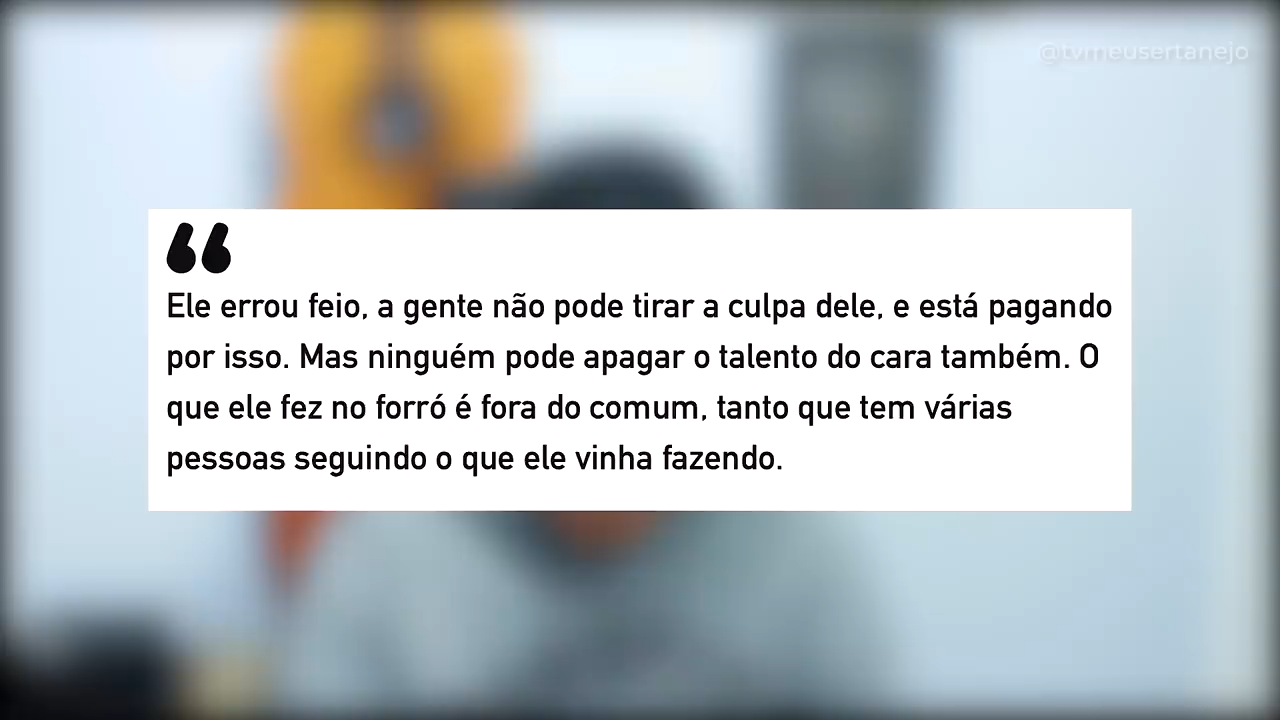 @tvmeusertanejo
“
Ele errou feio, a gente não pode tirar a culpa dele, e está pagando
por isso. Mas ninguém pode apagar o talento do cara também. O
que ele fez no forró é fora do comum, tanto que tem várias
pessoas seguindo o que ele vinha fazendo.